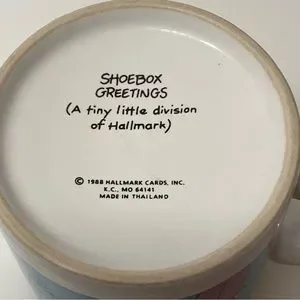 SHOEBOX
GREETINGS
(A tiny little division
of Hallmark)
© 1988 HALLMARK CARDS, INC.
K.C., MO 64141
MADE IN THAILAND